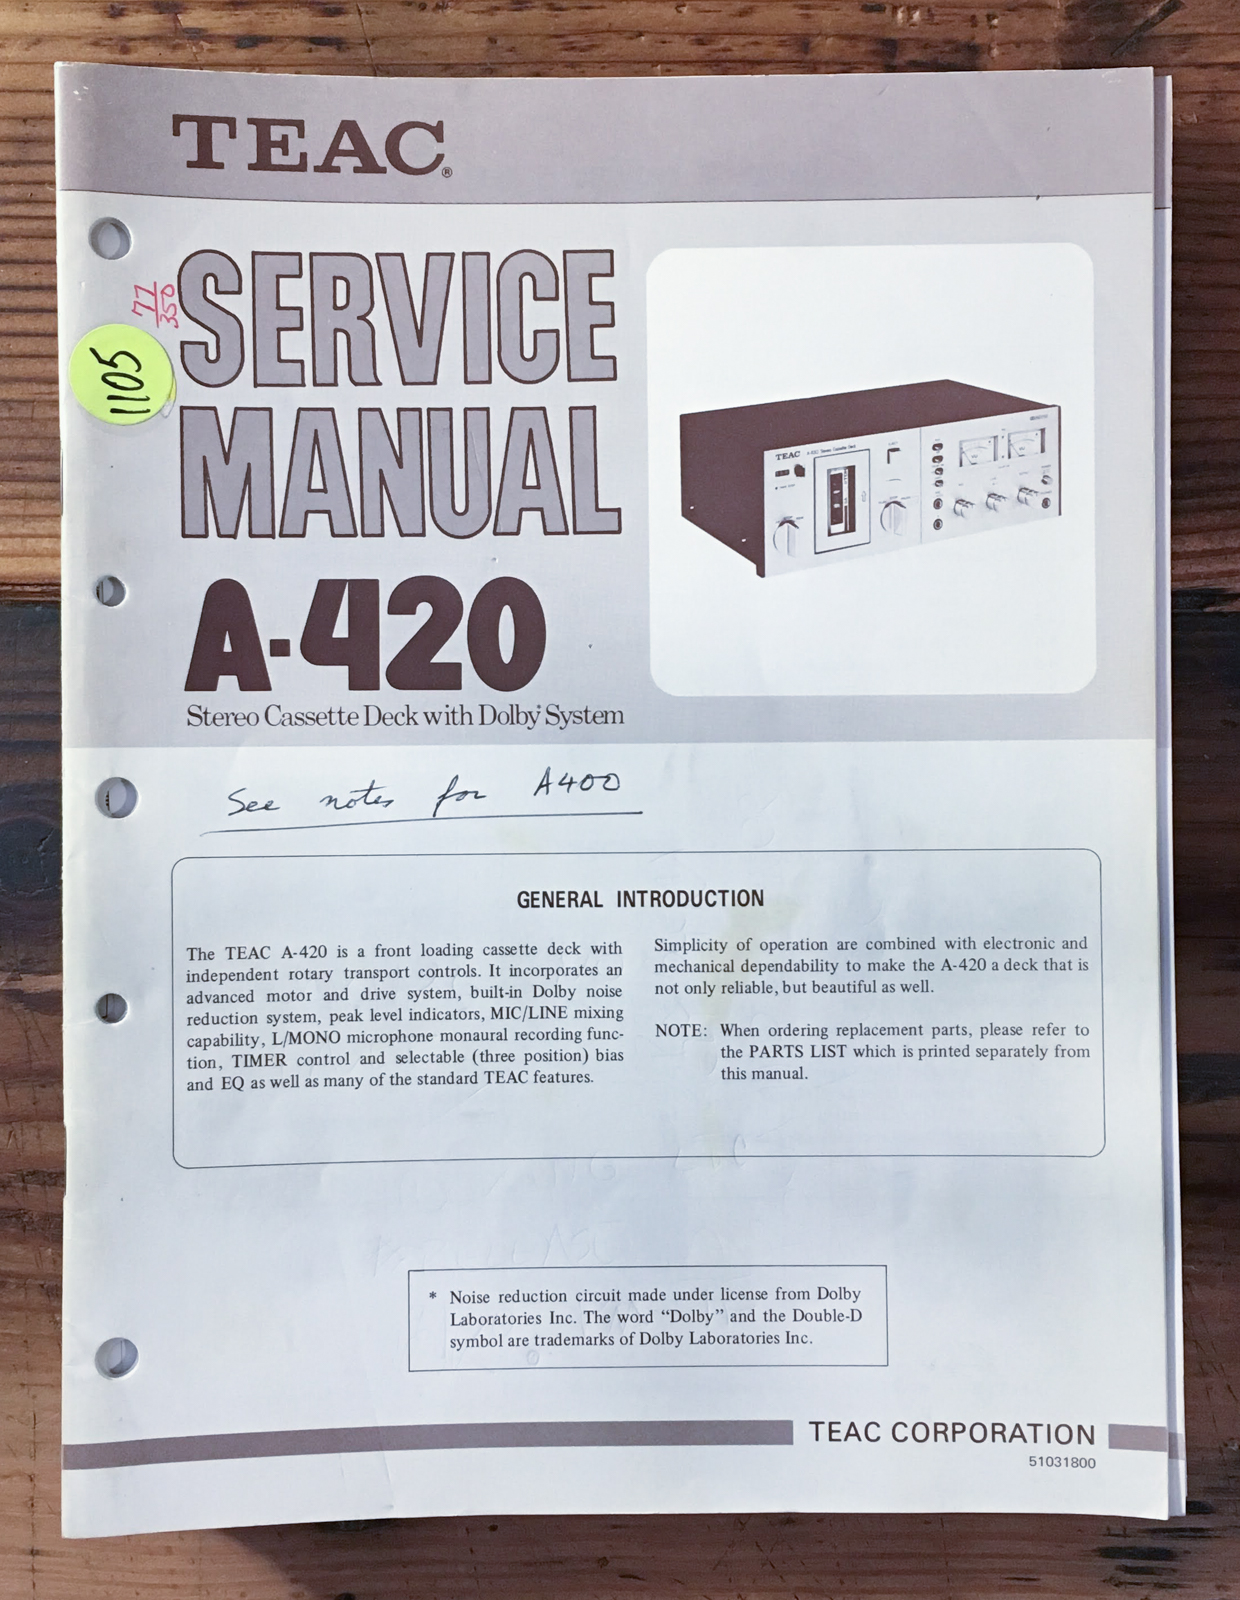 TEAC®
SERVICE
MANUAL
A-420
Stereo Cassette Deck with Dolby* System
77
350
1105
TEAC A-420 Stereo Cassette Deck
See notes for A400
GENERAL INTRODUCTION
The TEAC A-420 is a front loading cassette deck with
independent rotary transport controls. It incorporates an
advanced motor and drive system, built-in Dolby noise
reduction system, peak level indicators, MIC/LINE mixing
capability, L/MONO microphone monaural recording func-
tion, TIMER control and selectable (three position) bias
and EQ as well as many of the standard TEAC features.
Simplicity of operation are combined with electronic and
mechanical dependability to make the A-420 a deck that is
not only reliable, but beautiful as well.
NOTE: When ordering replacement parts, please refer to
the PARTS LIST which is printed separately from
this manual.
* Noise reduction circuit made under license from Dolby
Laboratories Inc. The word “Dolby” and the Double-D
symbol are trademarks of Dolby Laboratories Inc.
TEAC CORPORATION
51031800